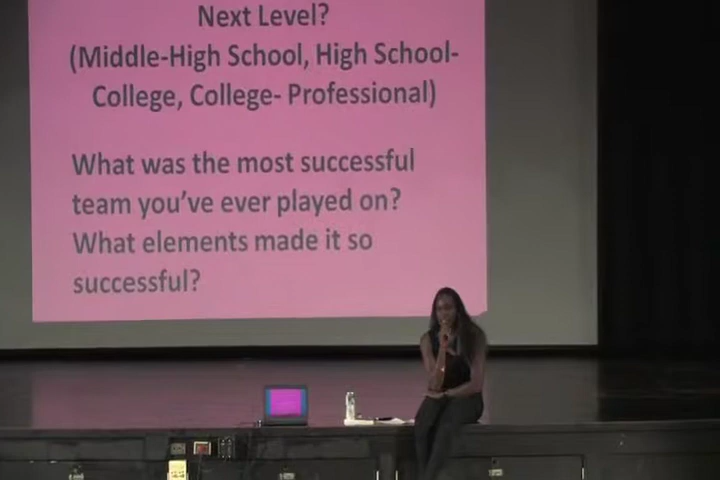 Next Level?
(Middle-High School, High School-
College, College- Professional)
What was the most successful
team you've ever played on?
What elements made it so
successful?